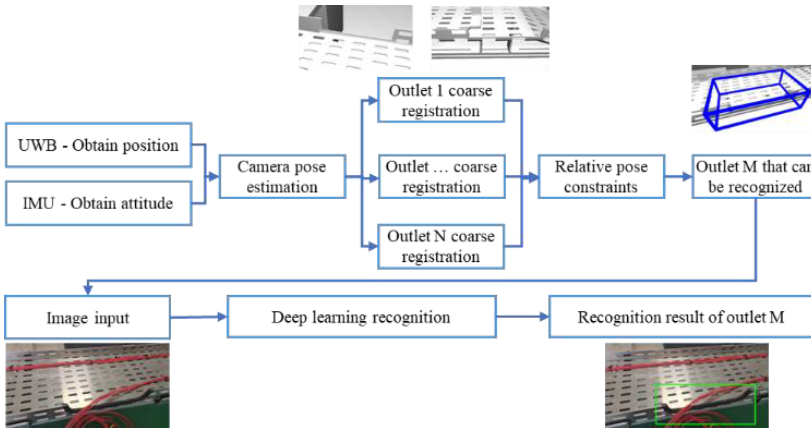 Outlet 1 coarse
registration
UWB - Obtain position
IMU - Obtain attitude
Camera pose
estimation
Outlet … coarse
registration
Relative pose
constraints
Outlet M that can
be recognized
Outlet N coarse
registration
Image input
Deep learning recognition
Recognition result of outlet M